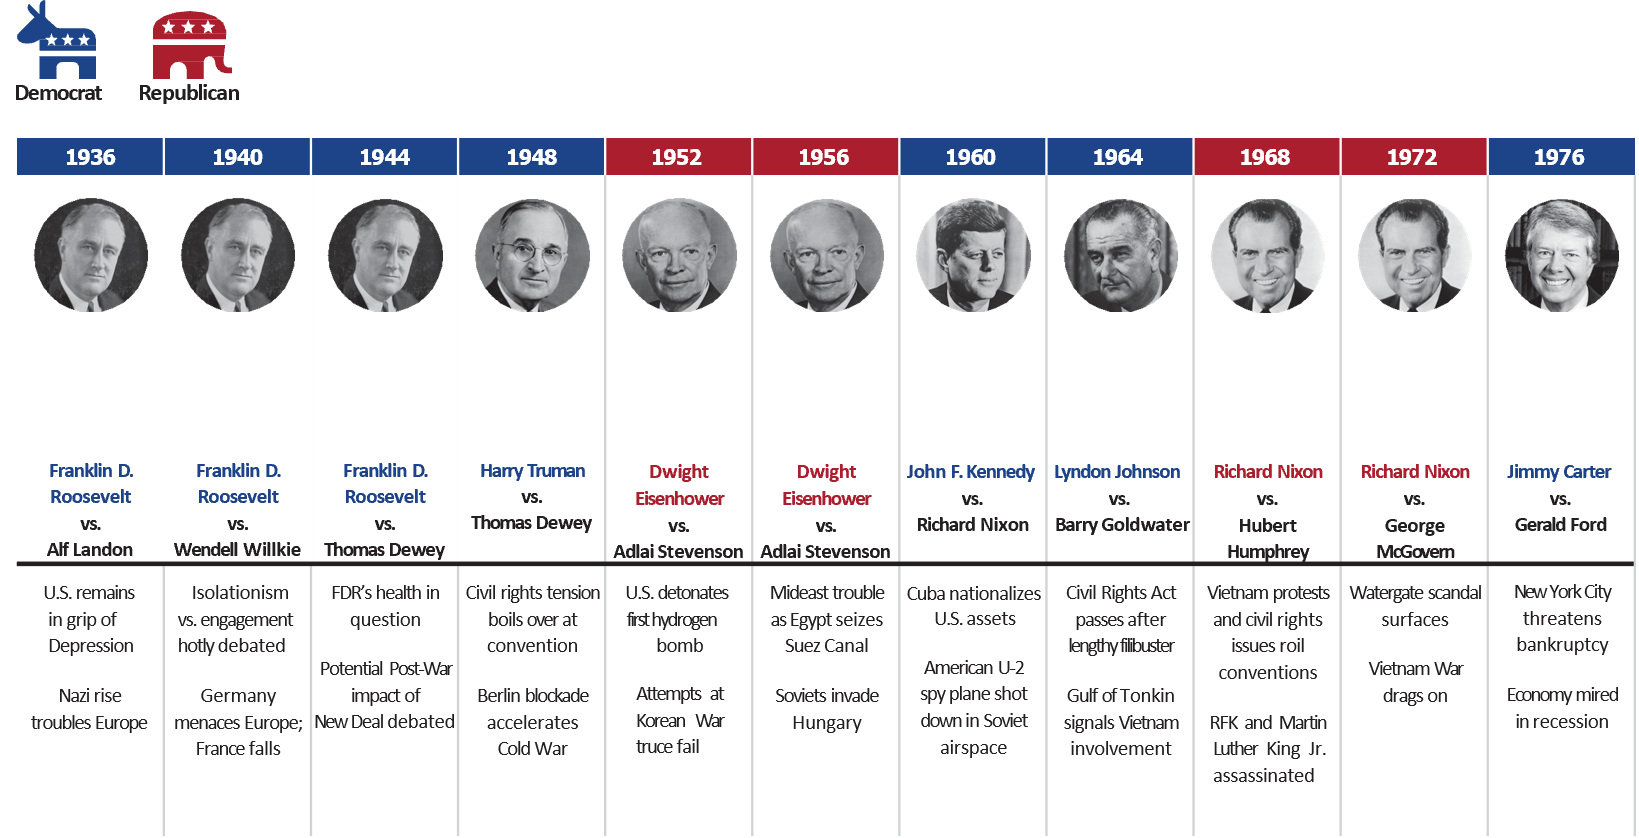 Democrat
Republican
1936
1940
1944
1948
1952
1956
1960
1964
1968
1972
1976
Franklin D.
Roosevelt
vs.
Alf Landon
Franklin D.
Roosevelt
vs.
Wendell Willkie
Franklin D.
Roosevelt
vs.
Thomas Dewey
Harry Truman
vs.
Thomas Dewey
Dwight
Eisenhower
vs.
Adlai Stevenson
Dwight
Eisenhower
vs.
Adlai Stevenson
John F. Kennedy
vs.
Richard Nixon
Lyndon Johnson
vs.
Barry Goldwater
Richard Nixon
vs.
Hubert
Humphrey
Richard Nixon
vs.
George
McGovern
Jimmy Carter
vs.
Gerald Ford
U.S. remains
in grip of
Depression
Nazi rise
troubles Europe
Isolationism
vs. engagement
hotly debated
Germany
menaces Europe;
France falls
FDR's health in
question
Potential Post-War
impact of
New Deal debated
Civil rights tension
boils over at
convention
Berlin blockade
accelerates
Cold War
U.S. detonates
first hydrogen
bomb
Attempts at
Korean War
truce fail
Mideast trouble
as Egypt seizes
Suez Canal
Soviets invade
Hungary
Cuba nationalizes
U.S. assets
American U-2
spy plane shot
down in Soviet
airspace
Civil Rights Act
passes after
lengthy filibuster
Gulf of Tonkin
signals Vietnam
involvement
Vietnam protests
and civil rights
issues roil
conventions
RFK and Martin
Luther King Jr.
assassinated
Watergate scandal
surfaces
Vietnam War
drags on
New York City
threatens
bankruptcy
Economy mired
in recession